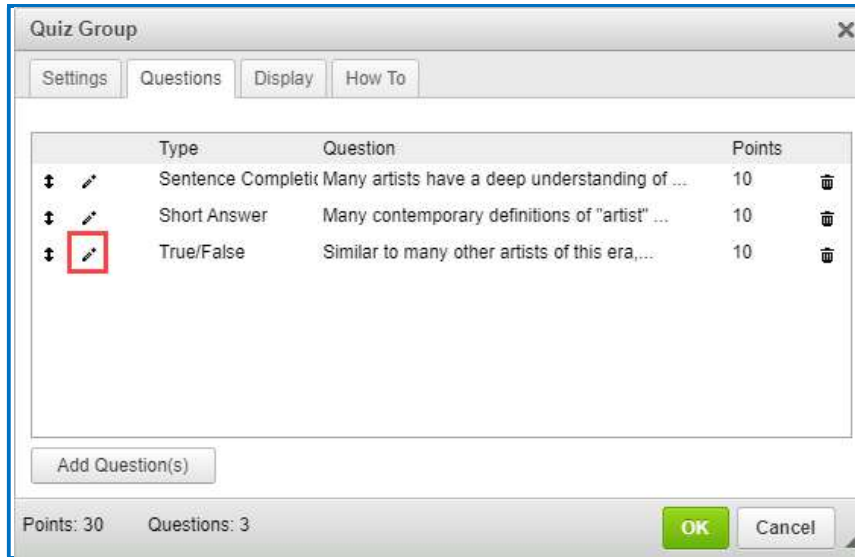 Quiz Group
Settings Questions Display How To
Type Question Points
Sentence Completic Many artists have a deep understanding of ... 10
Short Answer Many contemporary definitions of "artist" ... 10
True/False Similar to many other artists of this era,... 10
Add Question(s)
Points: 30 Questions: 3 OK Cancel